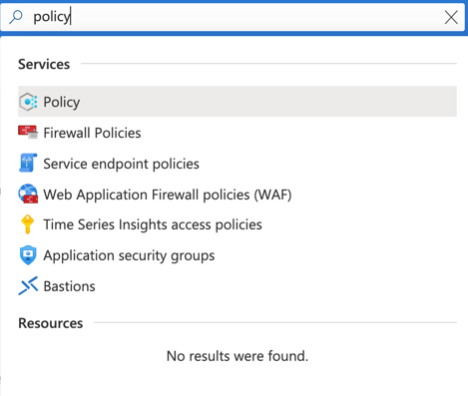 policy
Services
Policy
Firewall Policies
Service endpoint policies
Web Application Firewall policies (WAF)
Time Series Insights access policies
Application security groups
Bastions
Resources
No results were found.